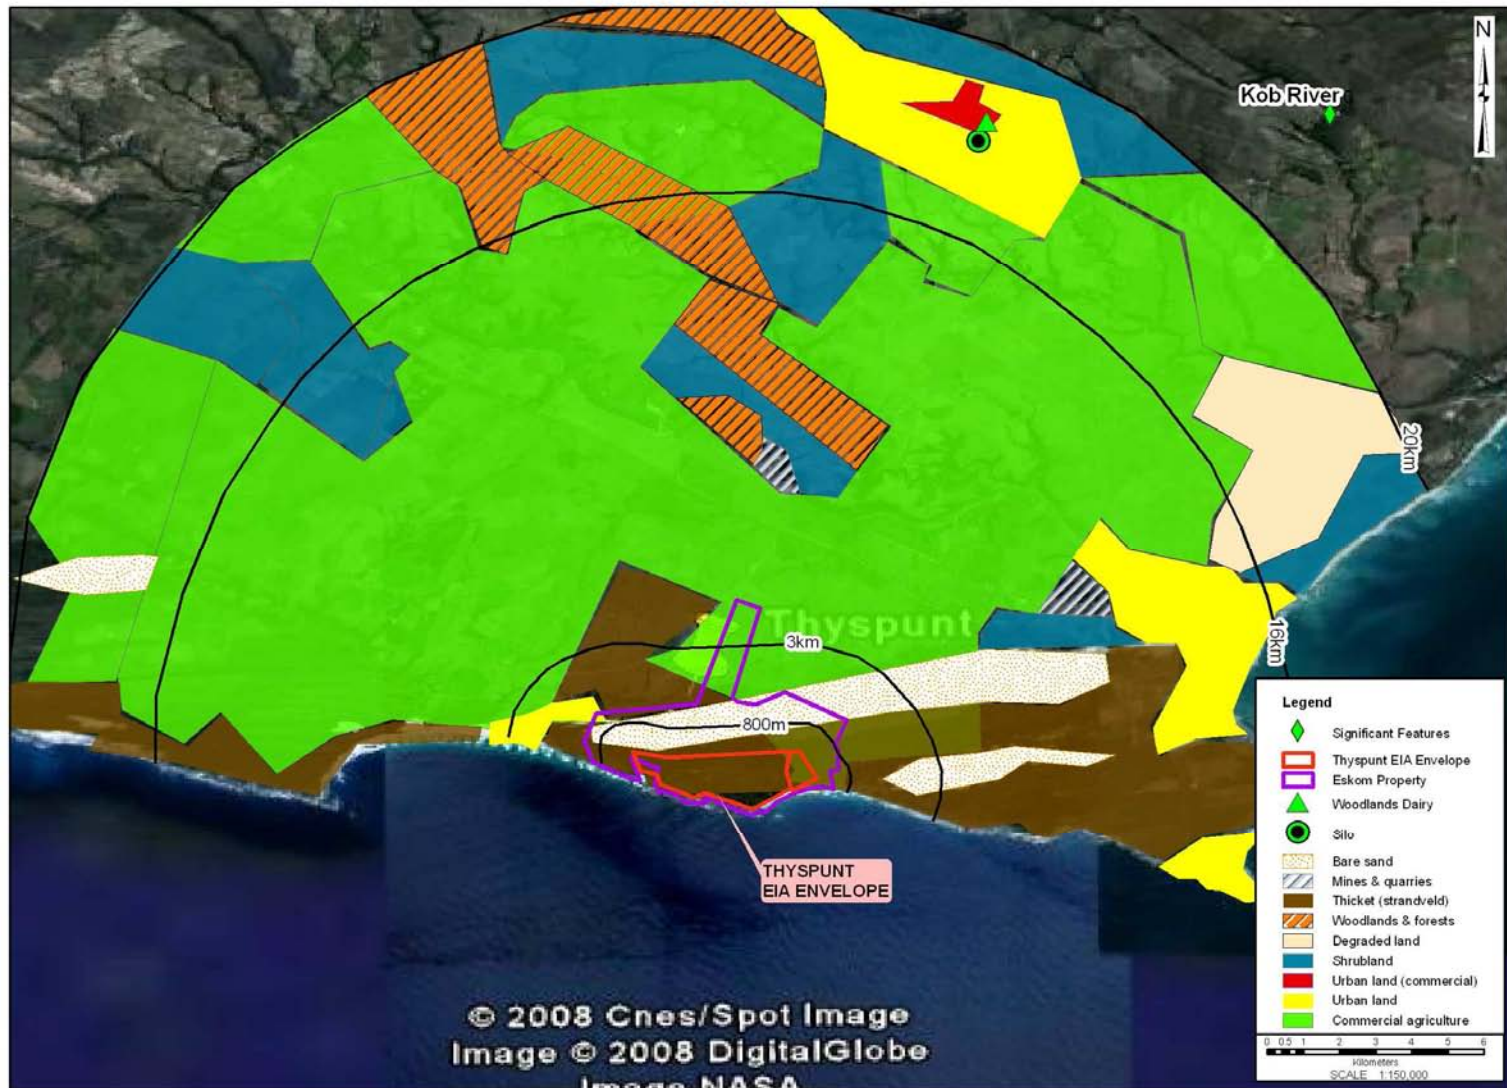 N
Kob River
20km
Thyspunt
3km
16km
800m
THYSPUNT
EIA ENVELOPE
Legend
Significant Features
Thyspunt EIA Envelope
Eskom Property
Woodlands Dairy
Silo
Bare sand
Mines & quarries
Thicket (strandveld)
Woodlands & forests
Degraded land
Shrubland
Urban land (commercial)
Urban land
Commercial agriculture
0 0.5 1 2 3 4 5 6
Kilometers
SCALE 1:150,000
© 2008 Cnes/Spot Image
Image © 2008 DigitalGlobe
Image NASA